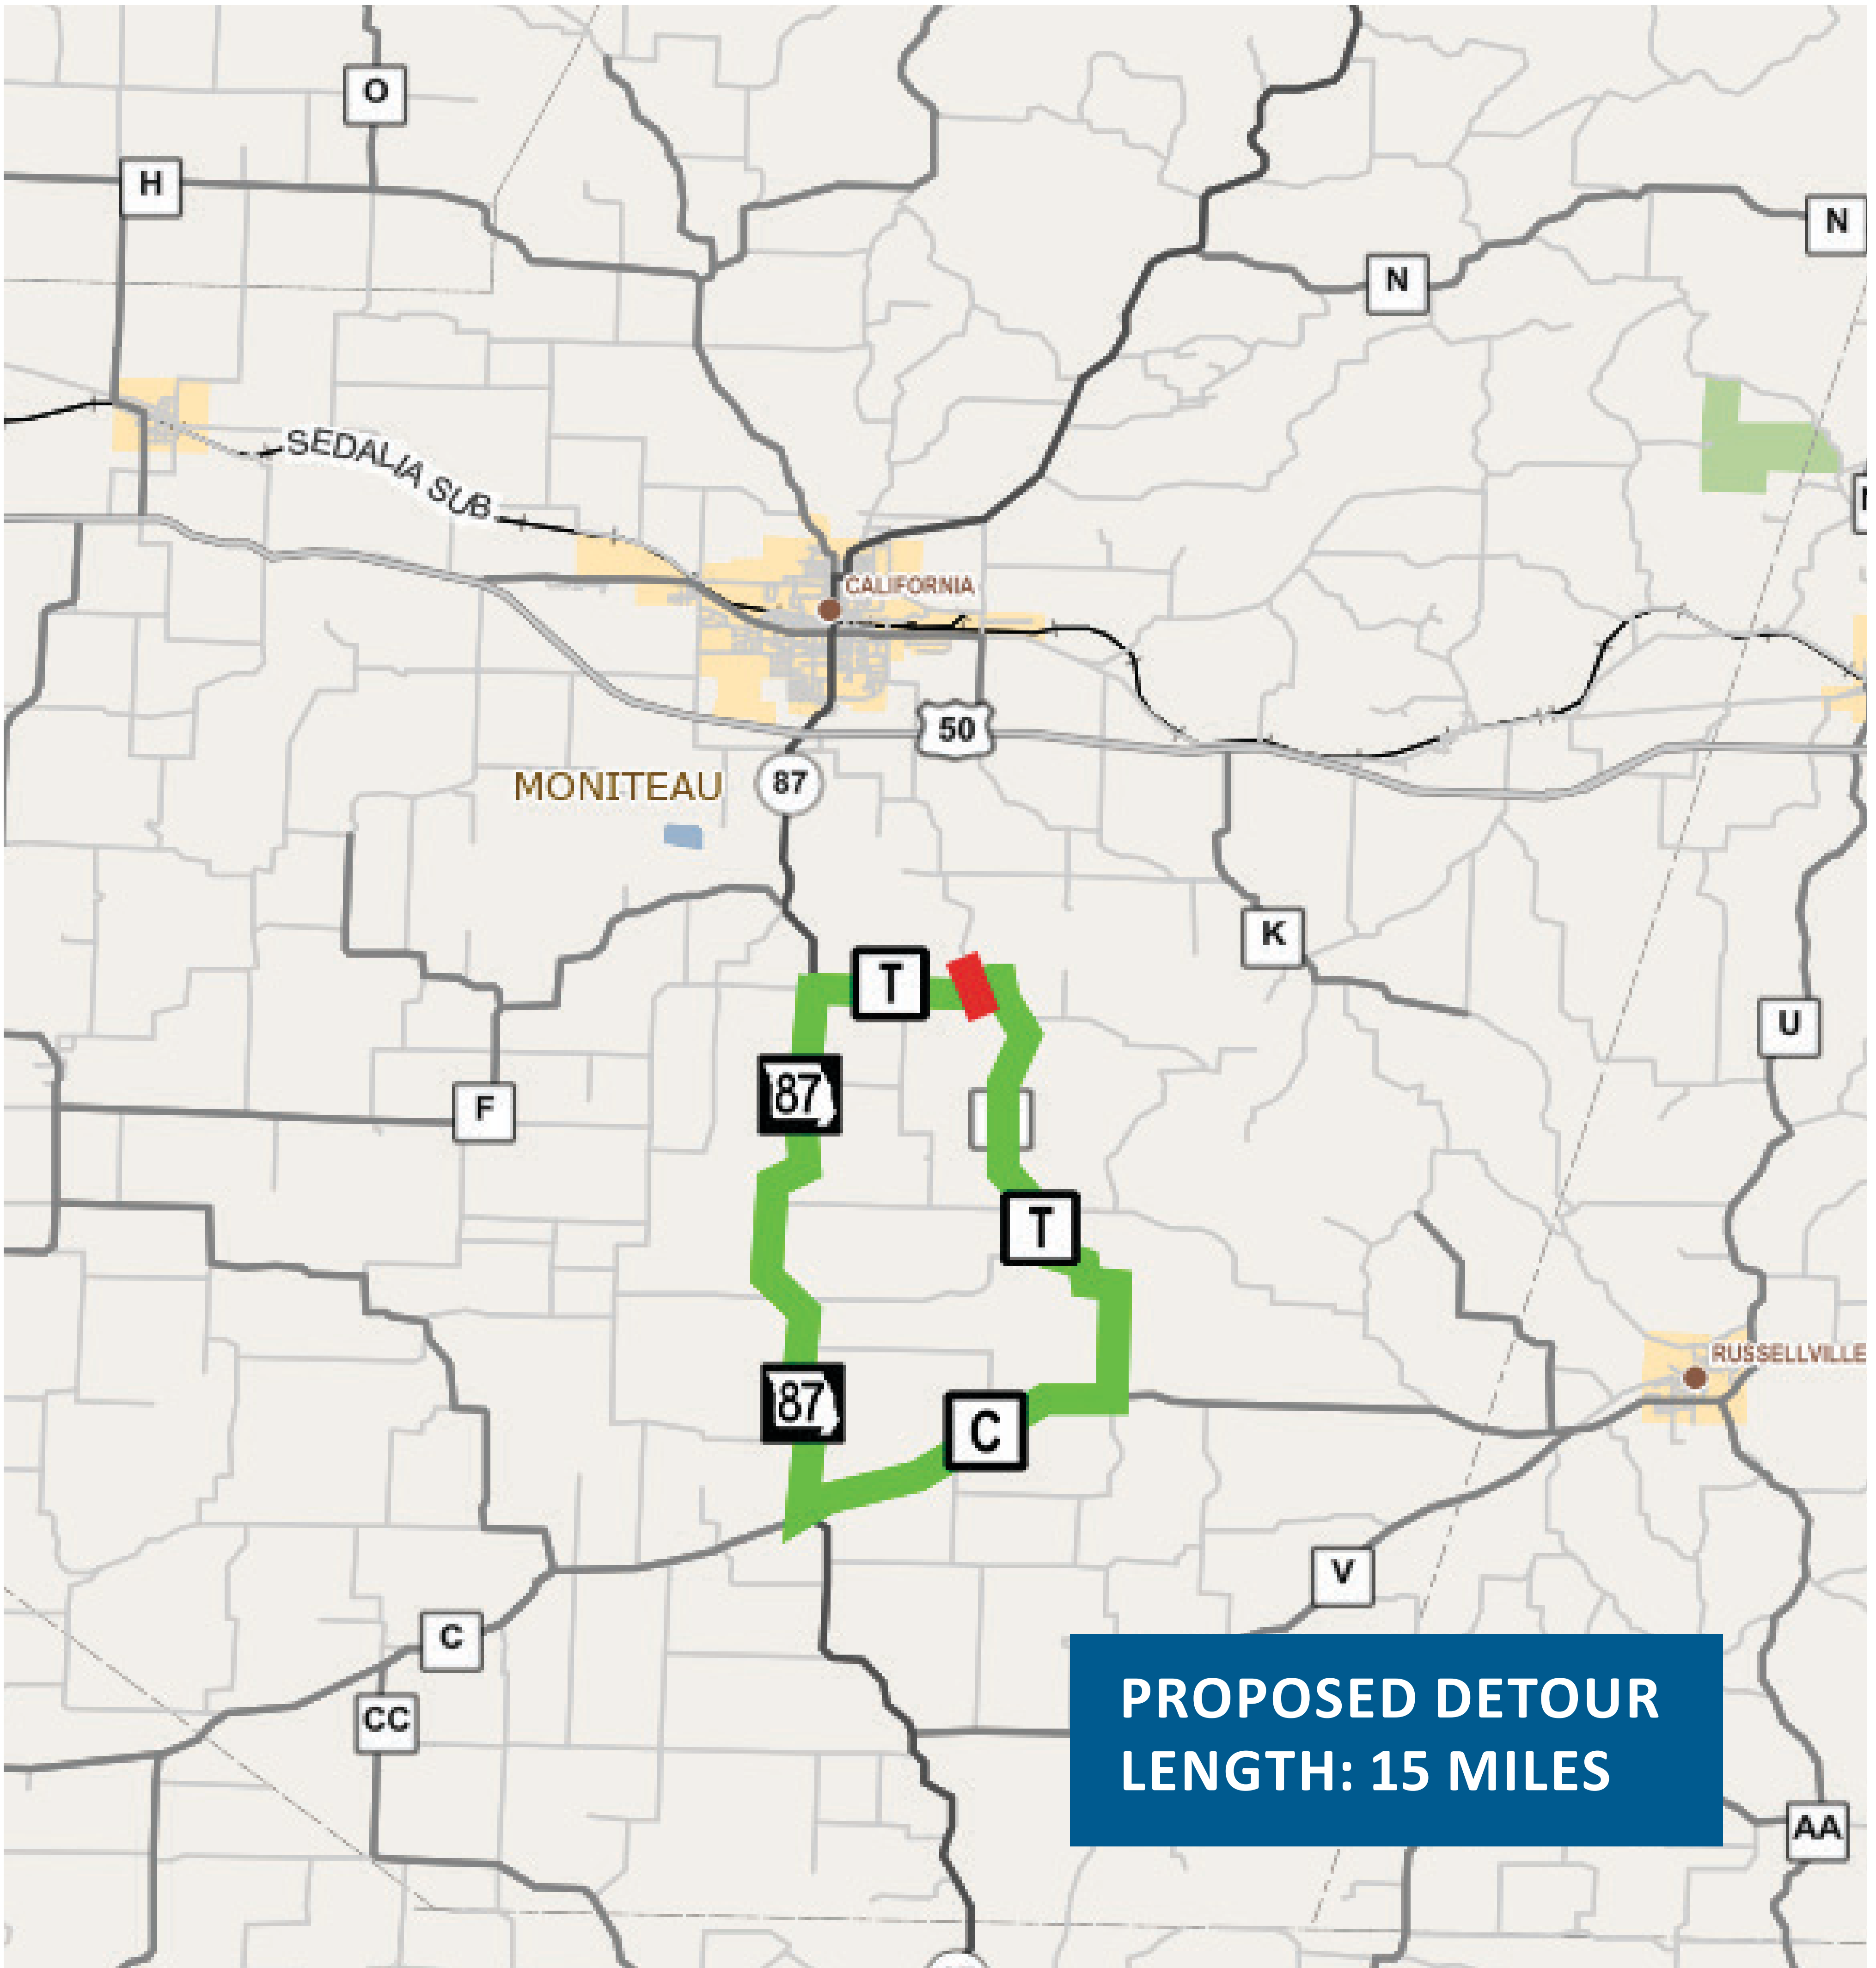 O
H
N
N
SEDALIA SUB
CALIFORNIA
50
MONITEAU
87
K
T
U
87
F
T
RUSSELLVILLE
87
C
V
C
PROPOSED DETOUR
LENGTH: 15 MILES
CC
AA